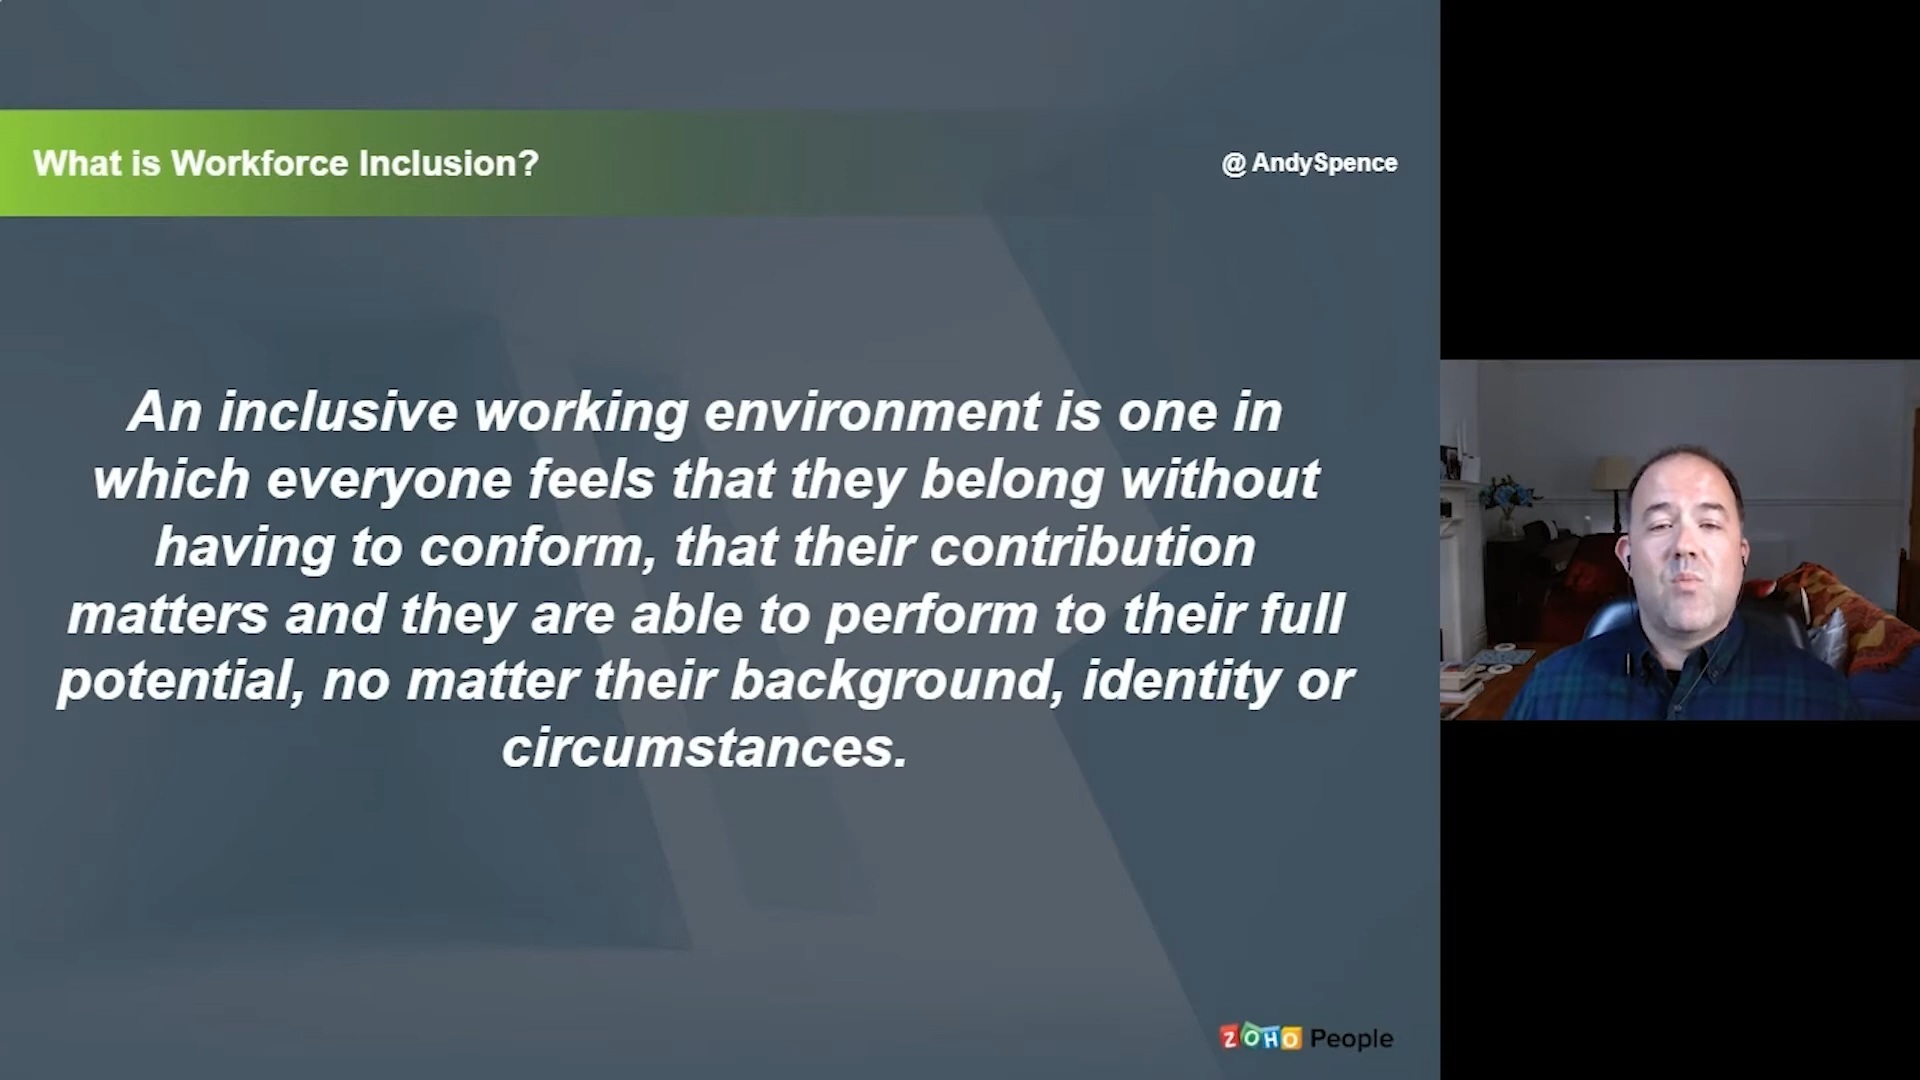 What is Workforce Inclusion?
@AndySpence
An inclusive working environment is one in
which everyone feels that they belong without
having to conform, that their contribution
matters and they are able to perform to their full
potential, no matter their background, identity or
circumstances.
ZOHO People